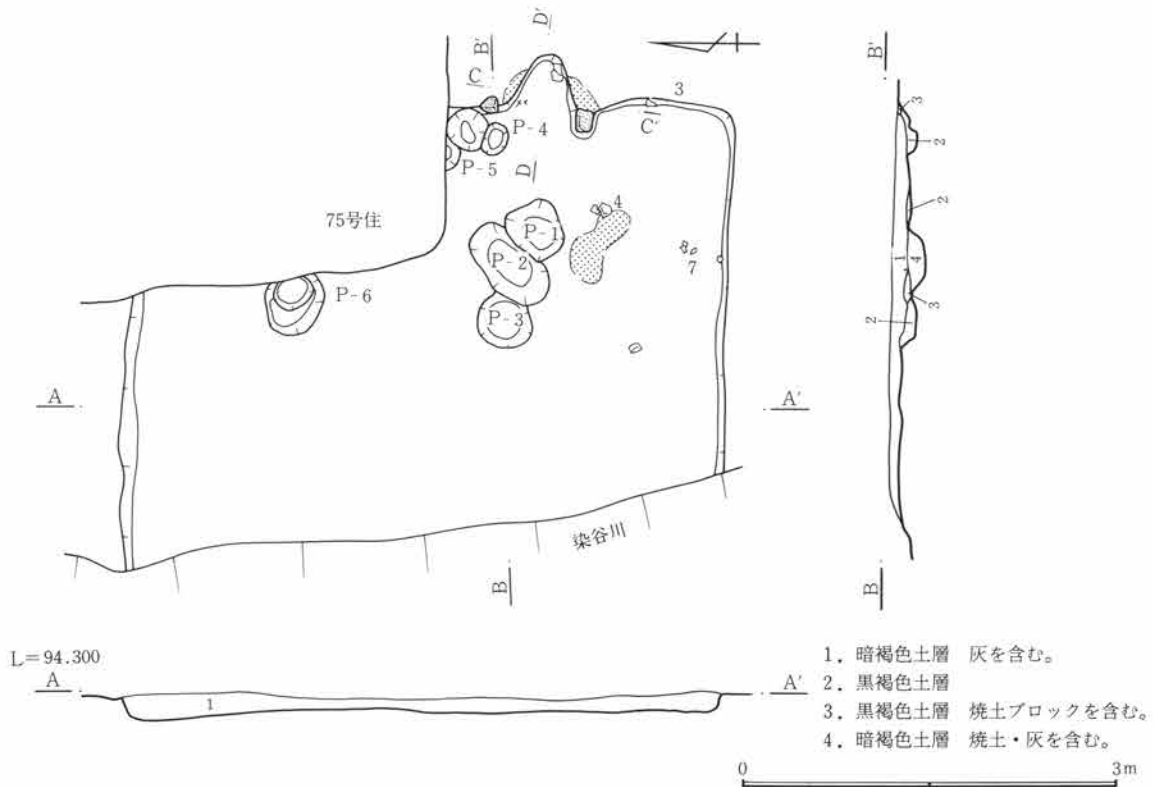 D'
B'
C
3
C'
P-4
P-5
D
75号住
4
P-1
P-2
7
P-6
P-3
A
A'
染谷川
B
B'
3
2
2
1
4
3
2
B
L=94.300
A
1
A'
1. 暗褐色土層 灰を含む。
2. 黒褐色土層
3. 黒褐色土層 焼土ブロックを含む。
4. 暗褐色土層 焼土・灰を含む。
0
3m